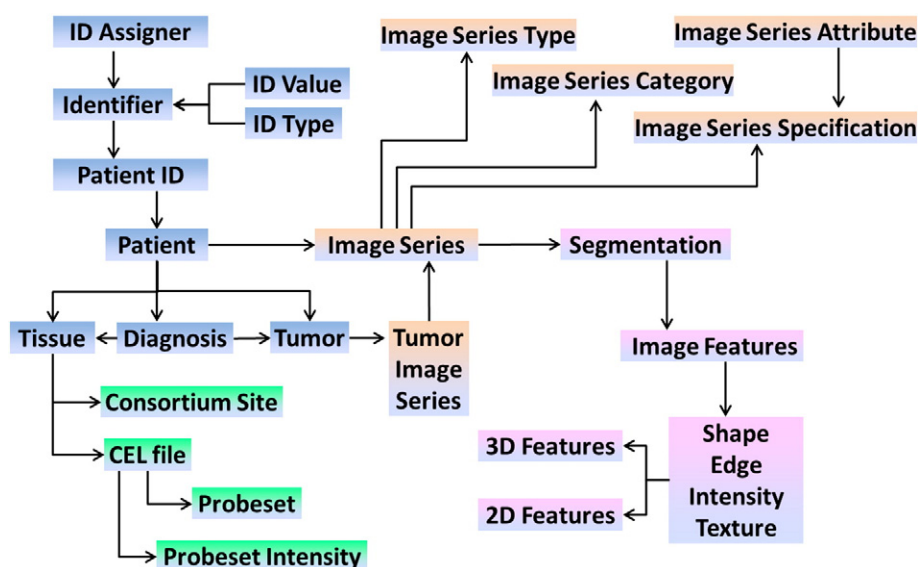 ID Assigner
Image Series Type
Image Series Attribute
ID Value
Image Series Category
Identifier
ID Type
Image Series Specification
Patient ID
Patient
Image Series
Segmentation
Tissue
Diagnosis
Tumor
Tumor
Image
Series
Image Features
Consortium Site
CEL file
Shape
Edge
Intensity
Texture
3D Features
2D Features
Probeset
Probeset Intensity